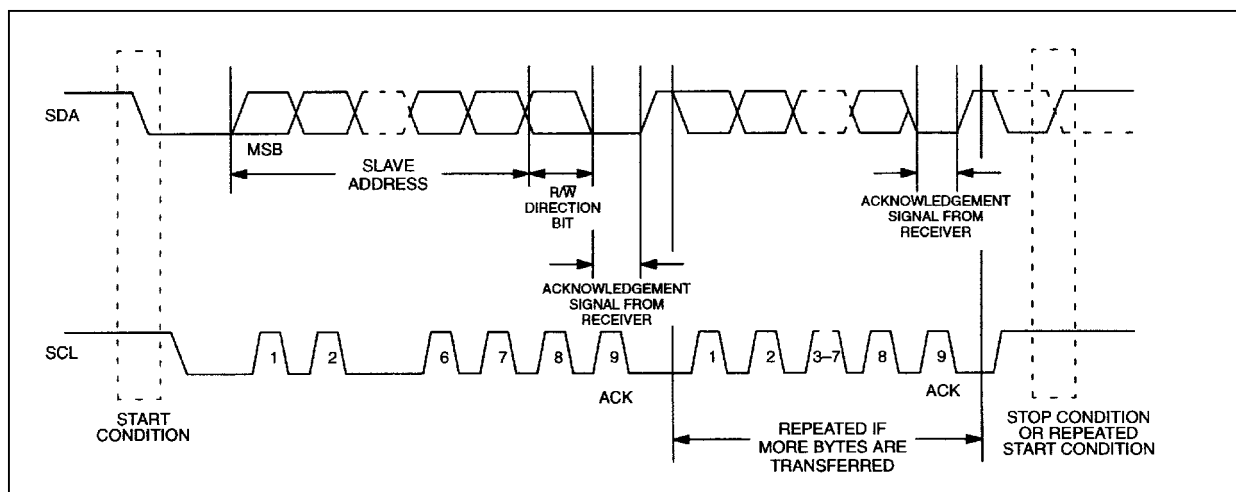 SDA
MSB
SLAVE
ADDRESS
R/W̅
DIRECTION
BIT
ACKNOWLEDGEMENT
SIGNAL FROM
RECEIVER
ACKNOWLEDGEMENT
SIGNAL FROM
RECEIVER
SCL
1 2 6 7 8 9 1 2 3–7 8 9
ACK
ACK
START
CONDITION
REPEATED IF
MORE BYTES ARE
TRANSFERRED
STOP CONDITION
OR REPEATED
START CONDITION